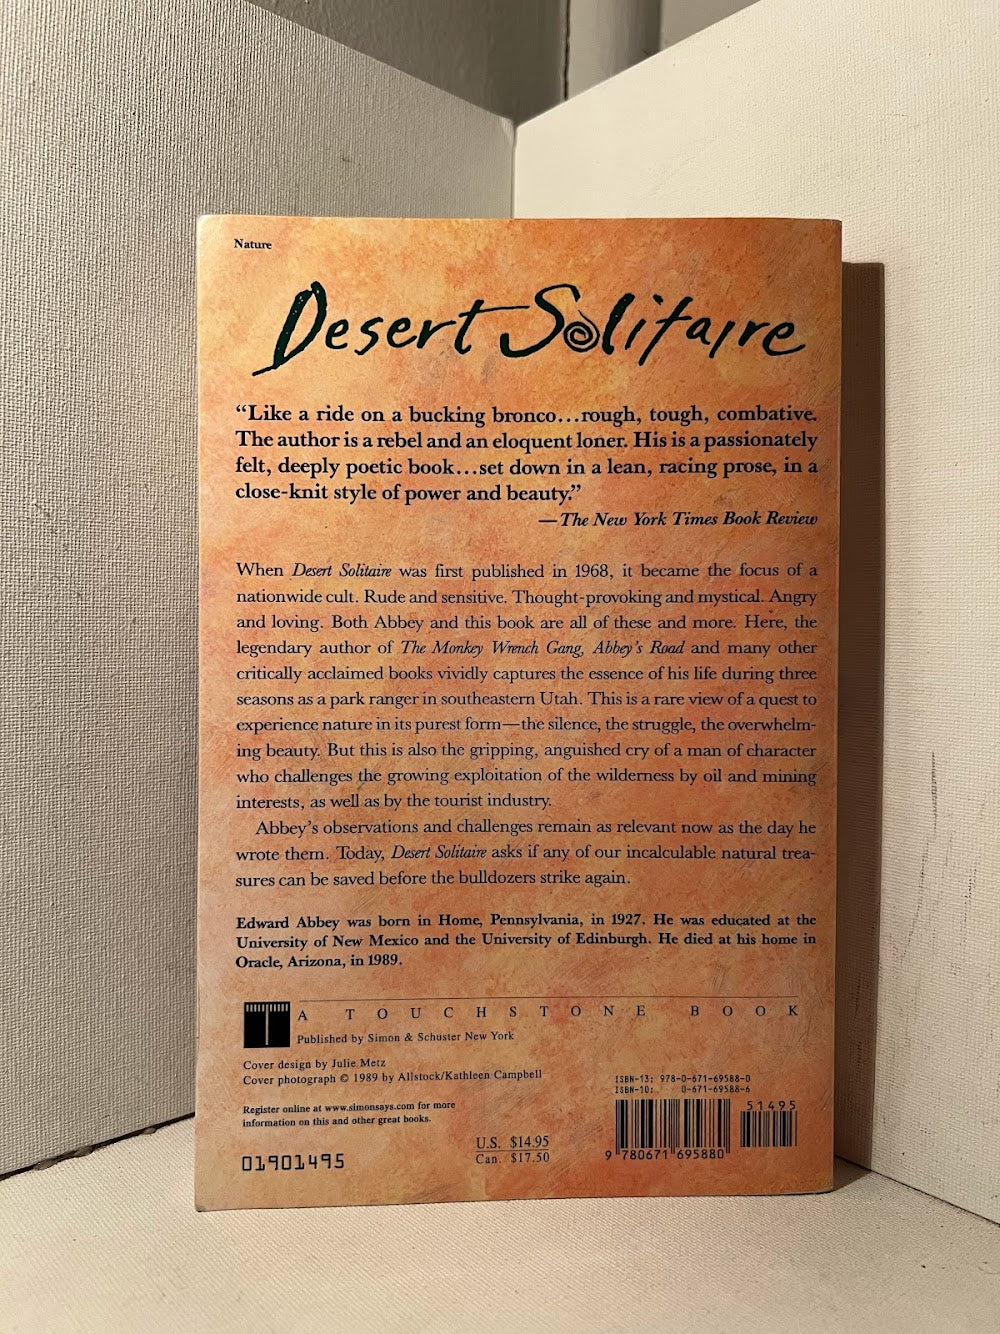 Nature
Desert Solitaire
“Like a ride on a bucking bronco...rough, tough, combative.
The author is a rebel and an eloquent loner. His is a passionately
felt, deeply poetic book...set down in a lean, racing prose, in a
close-knit style of power and beauty.”
—The New York Times Book Review
When Desert Solitaire was first published in 1968, it became the focus of a
nationwide cult. Rude and sensitive. Thought-provoking and mystical. Angry
and loving. Both Abbey and this book are all of these and more. Here, the
legendary author of The Monkey Wrench Gang, Abbey’s Road and many other
critically acclaimed books vividly captures the essence of his life during three
seasons as a park ranger in southeastern Utah. This is a rare view of a quest to
experience nature in its purest form—the silence, the struggle, the overwhelm-
ing beauty. But this is also the gripping, anguished cry of a man of character
who challenges the growing exploitation of the wilderness by oil and mining
interests, as well as by the tourist industry.
Abbey’s observations and challenges remain as relevant now as the day he
wrote them. Today, Desert Solitaire asks if any of our incalculable natural trea-
sures can be saved before the bulldozers strike again.
Edward Abbey was born in Home, Pennsylvania, in 1927. He was educated at the
University of New Mexico and the University of Edinburgh. He died at his home in
Oracle, Arizona, in 1989.
A TOUCHSTONE BOOK
Published by Simon & Schuster New York
Cover design by Julie Metz
Cover photograph © 1989 by Allstock/Kathleen Campbell
Register online at www.simonsays.com for more
information on this and other great books.
01901495
U.S. $14.95
Can. $17.50
ISBN-13: 978-0-671-69588-0
ISBN-10: 0-671-69588-6
51495
9 780671 695880